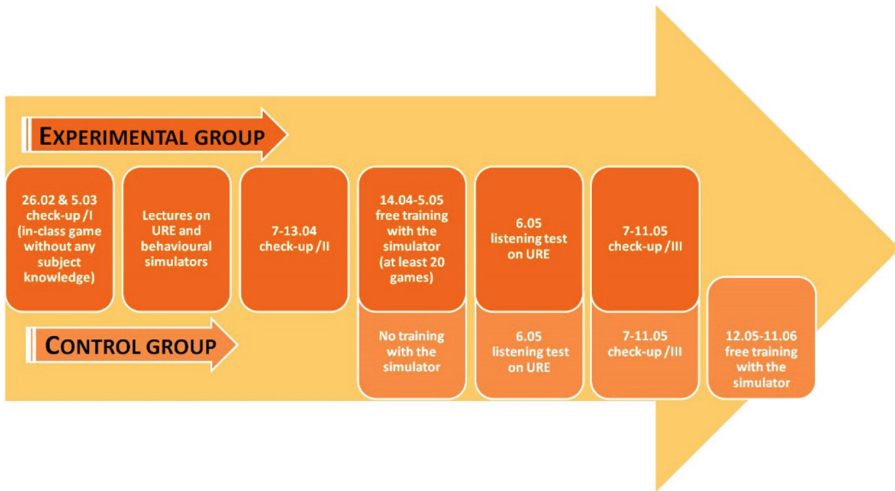 EXPERIMENTAL GROUP
26.02 & 5.03
check-up /I
(in-class game
without any
subject
knowledge)
Lectures on
URE and
behavioural
simulators
7-13.04
check-up /II
14.04-5.05
free training
with the
simulator
(at least 20
games)
6.05
listening test
on URE
7-11.05
check-up /III
CONTROL GROUP
No training
with the
simulator
6.05
listening test
on URE
7-11.05
check-up /III
12.05-11.06
free training
with the
simulator